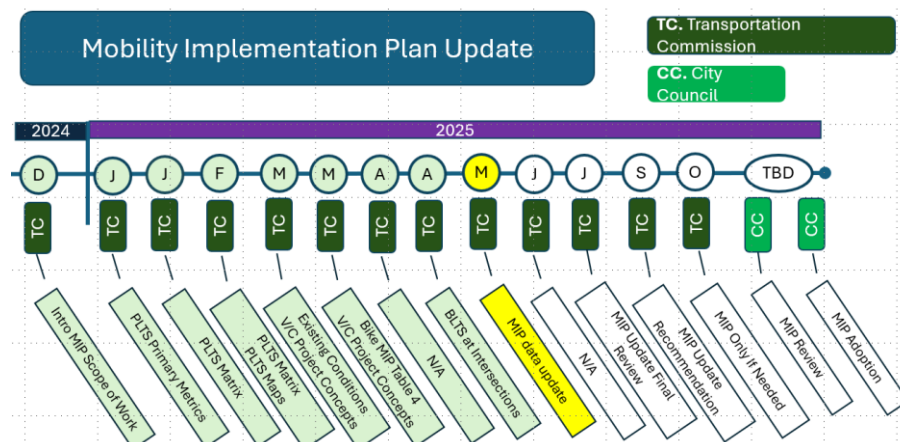 Mobility Implementation Plan Update
TC. Transportation
Commission
CC. City
Council
2024
2025
D
J
J
F
M
M
A
A
M
J
J
S
O
TBD
TC
TC
TC
TC
TC
TC
TC
TC
TC
TC
TC
TC
TC
CC
CC
Intro MIP Scope of Work
PLTS Primary Metrics
PLTS Matrix
PLTS Matrix
PLTS Maps
Existing Conditions
V/C Project Concepts
Bike MIP Table 4
V/C Project Concepts
N/A
BLTS at Intersections
MIP data update
N/A
MIP Update Final
Review
MIP Update
Recommendation
MIP Only If Needed
MIP Review
MIP Adoption